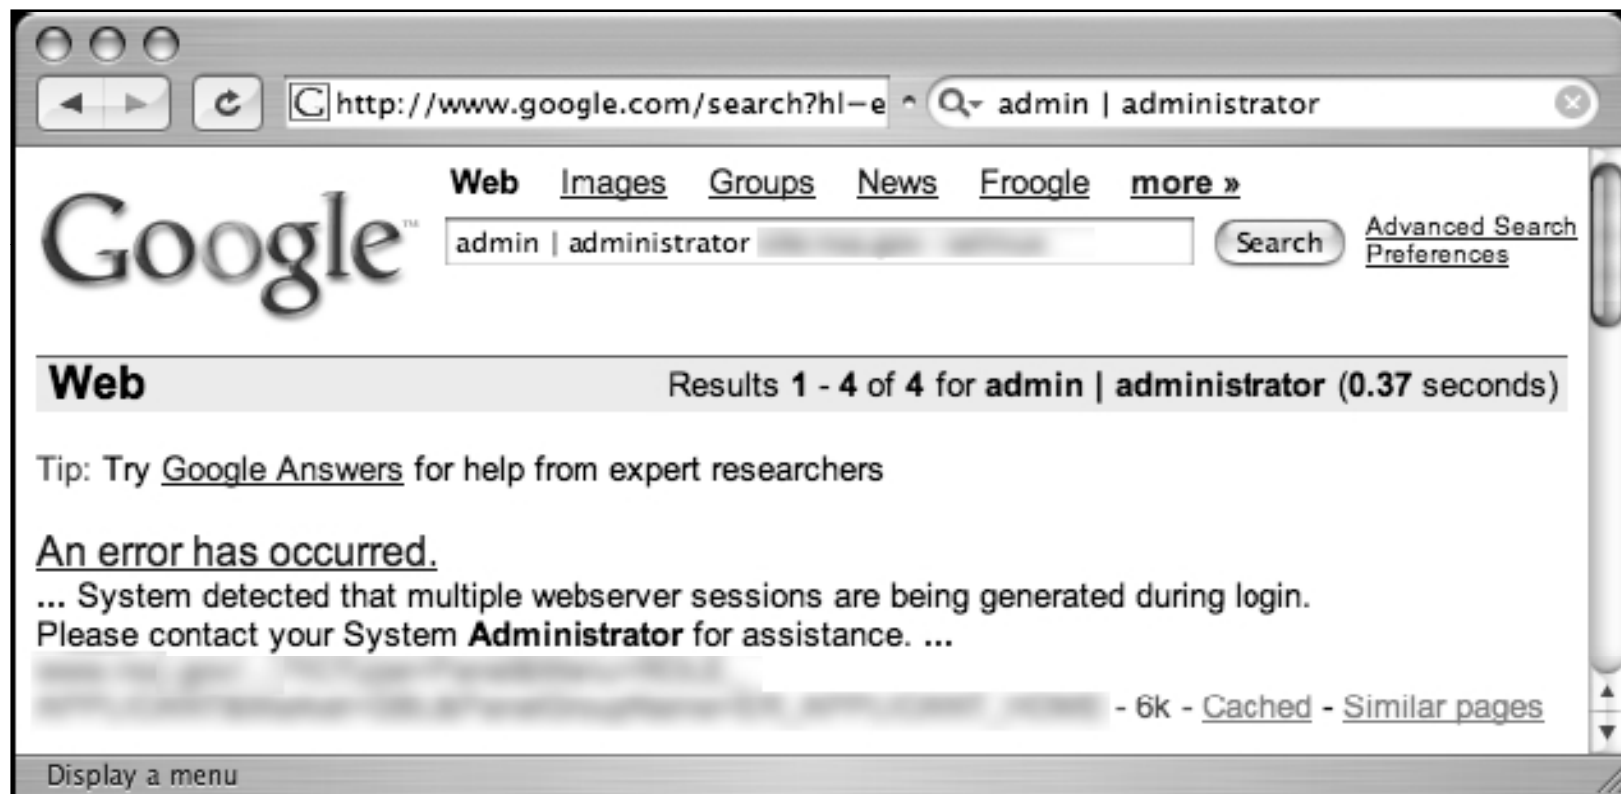 http://www.google.com/search?hl=e
admin | administrator
Web Images Groups News Froogle more »
Google™
admin | administrator
Search
Advanced Search
Preferences
Web
Results 1 - 4 of 4 for admin | administrator (0.37 seconds)
Tip: Try Google Answers for help from expert researchers
An error has occurred.
... System detected that multiple webserver sessions are being generated during login.
Please contact your System Administrator for assistance. ...
- 6k - Cached - Similar pages
Display a menu